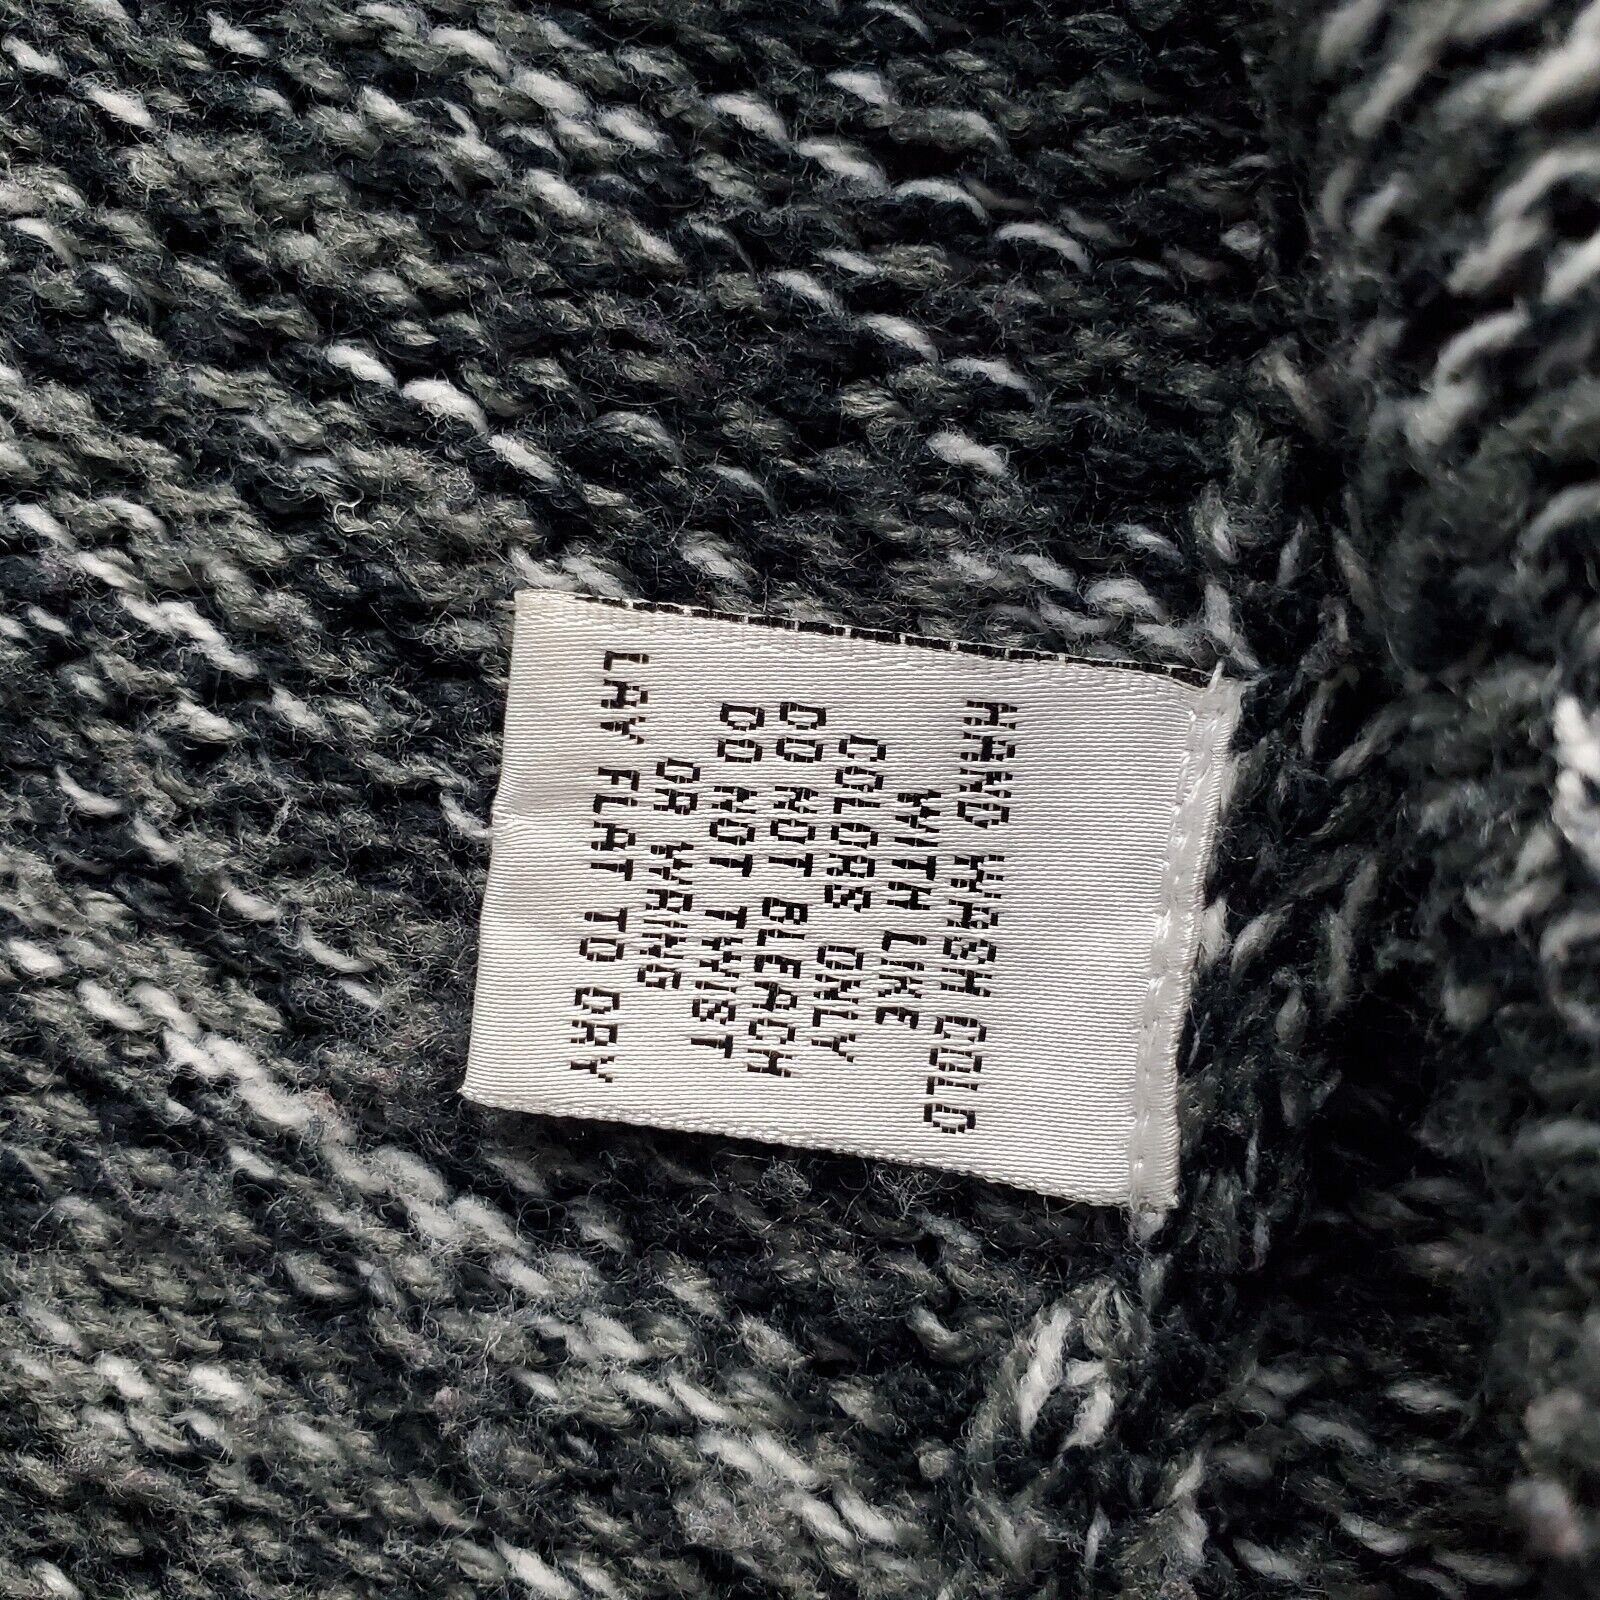 HAND WASH COLD
WITH LIKE
COLORS ONLY
DO NOT BLEACH
DO NOT TWIST
OR WRING
LAY FLAT TO DRY